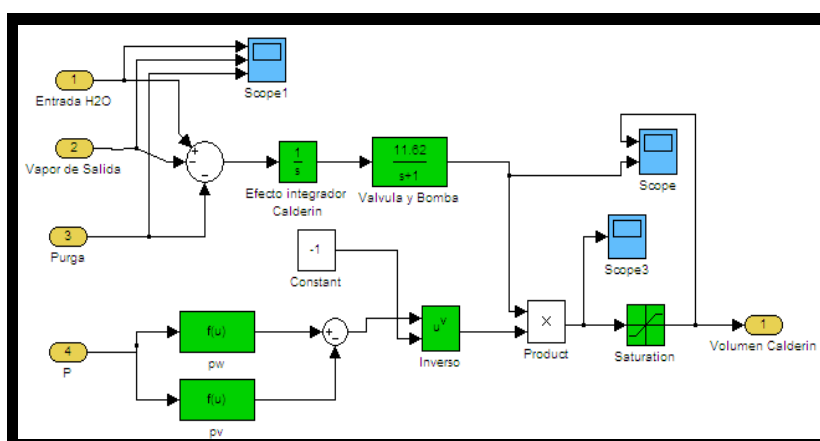 1
Entrada H2O
Scope1
2
Vapor de Salida
+
−
−
1
s
Efecto integrador
Calderin
11.62
s+1
Valvula y Bomba
Scope
3
Purga
-1
Constant
Scope3
4
P
f(u)
pw
+
−
u^v
Inverso
×
Product
Saturation
1
Volumen Calderin
f(u)
pv